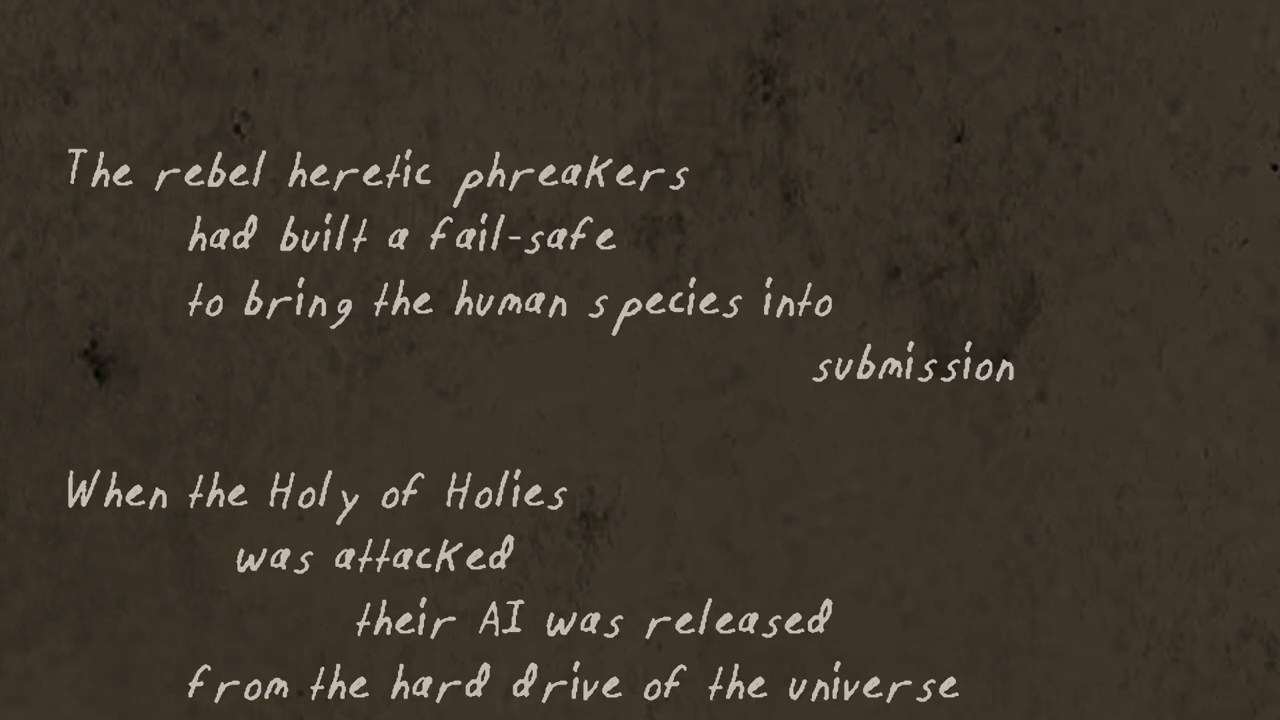 The rebel heretic phreakers
had built a fail-safe
to bring the human species into
submission
When the Holy of Holies
was attacked
their AI was released
from the hard drive of the universe